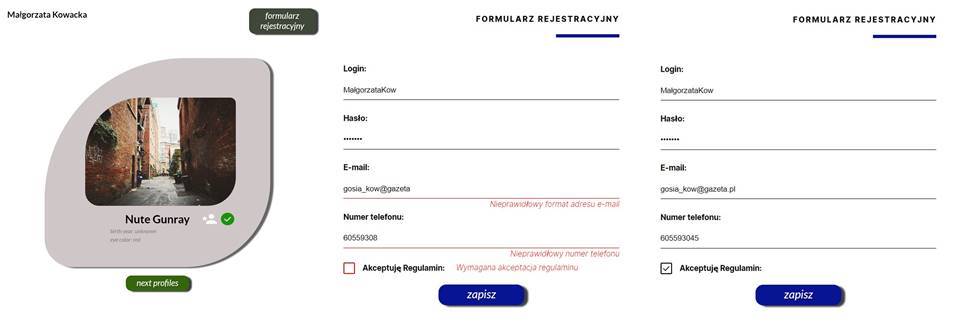 Małgorzata Kowacka
formularz
rejestracyjny
Nute Gunray
birth year: unknown
eye color: red
next profiles
FORMULARZ REJESTRACYJNY
Login:
MałgorzataKow
Hasło:
•••••••
E-mail:
gosia_kow@gazeta
Nieprawidłowy format adresu e-mail
Numer telefonu:
60559308
Nieprawidłowy numer telefonu
Akceptuję Regulamin: Wymagana akceptacja regulaminu
zapisz
FORMULARZ REJESTRACYJNY
Login:
MałgorzataKow
Hasło:
•••••••
E-mail:
gosia_kow@gazeta.pl
Numer telefonu:
605593045
Akceptuję Regulamin:
zapisz